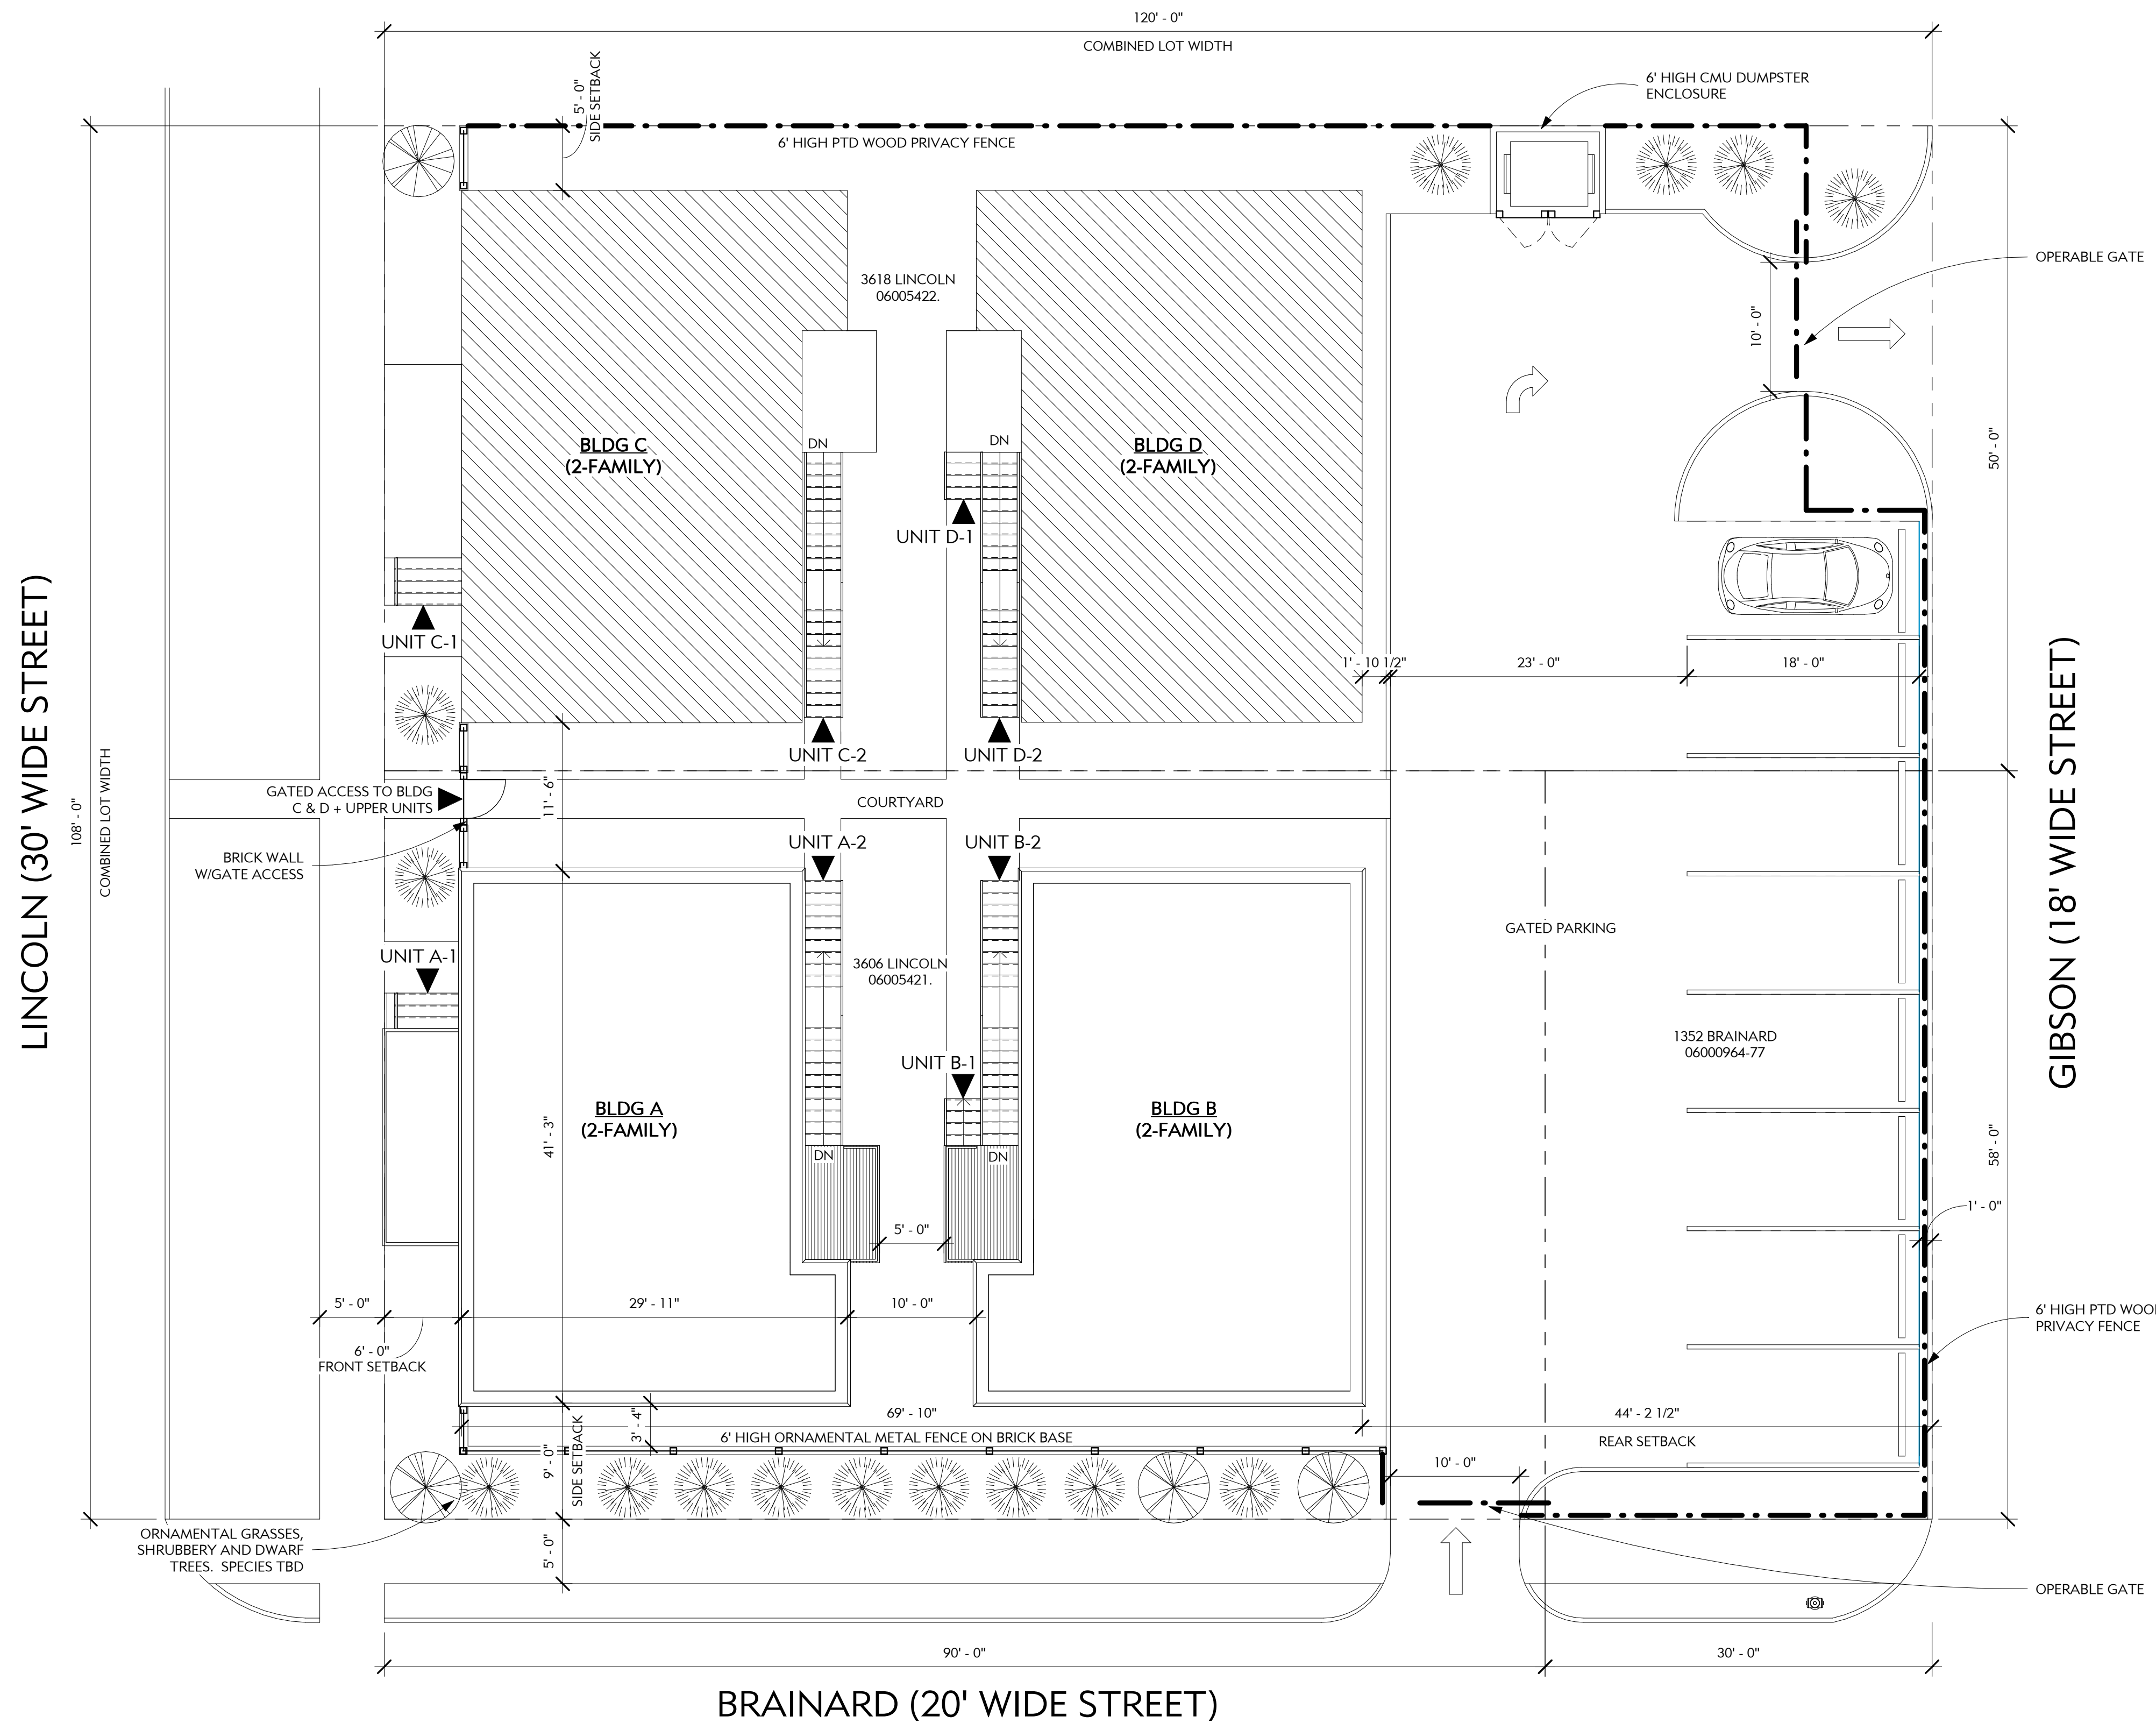 120' - 0"
COMBINED LOT WIDTH
5' - 0"
SIDE SETBACK
6' HIGH CMU DUMPSTER
ENCLOSURE
6' HIGH PTD WOOD PRIVACY FENCE
OPERABLE GATE
3618 LINCOLN
06005422.
10' - 0"
BLDG C
(2-FAMILY)
DN
DN
BLDG D
(2-FAMILY)
50' - 0"
UNIT D-1
UNIT C-1
1' - 10 1/2"
23' - 0"
18' - 0"
LINCOLN (30' WIDE STREET)
GIBSON (18' WIDE STREET)
UNIT C-2
UNIT D-2
108' - 0"
COMBINED LOT WIDTH
GATED ACCESS TO BLDG
C & D + UPPER UNITS
11' - 6"
COURTYARD
UNIT A-2
UNIT B-2
BRICK WALL
W/GATE ACCESS
GATED PARKING
UNIT A-1
3606 LINCOLN
06005421.
1352 BRAINARD
06000964-77
UNIT B-1
BLDG A
(2-FAMILY)
41' - 3"
BLDG B
(2-FAMILY)
DN
DN
58' - 0"
1' - 0"
5' - 0"
5' - 0"
29' - 11"
10' - 0"
6' HIGH PTD
PRIVACY FENCE
6' - 0"
FRONT SETBACK
69' - 10"
44' - 2 1/2"
3' - 4"
6' HIGH ORNAMENTAL METAL FENCE ON BRICK BASE
REAR SETBACK
9' - 0"
SIDE SETBACK
10' - 0"
ORNAMENTAL GRASSES,
SHRUBBERY AND DWARF
TREES. SPECIES TBD
5' - 0"
OPERABLE GATE
90' - 0"
30' - 0"
BRAINARD (20' WIDE STREET)